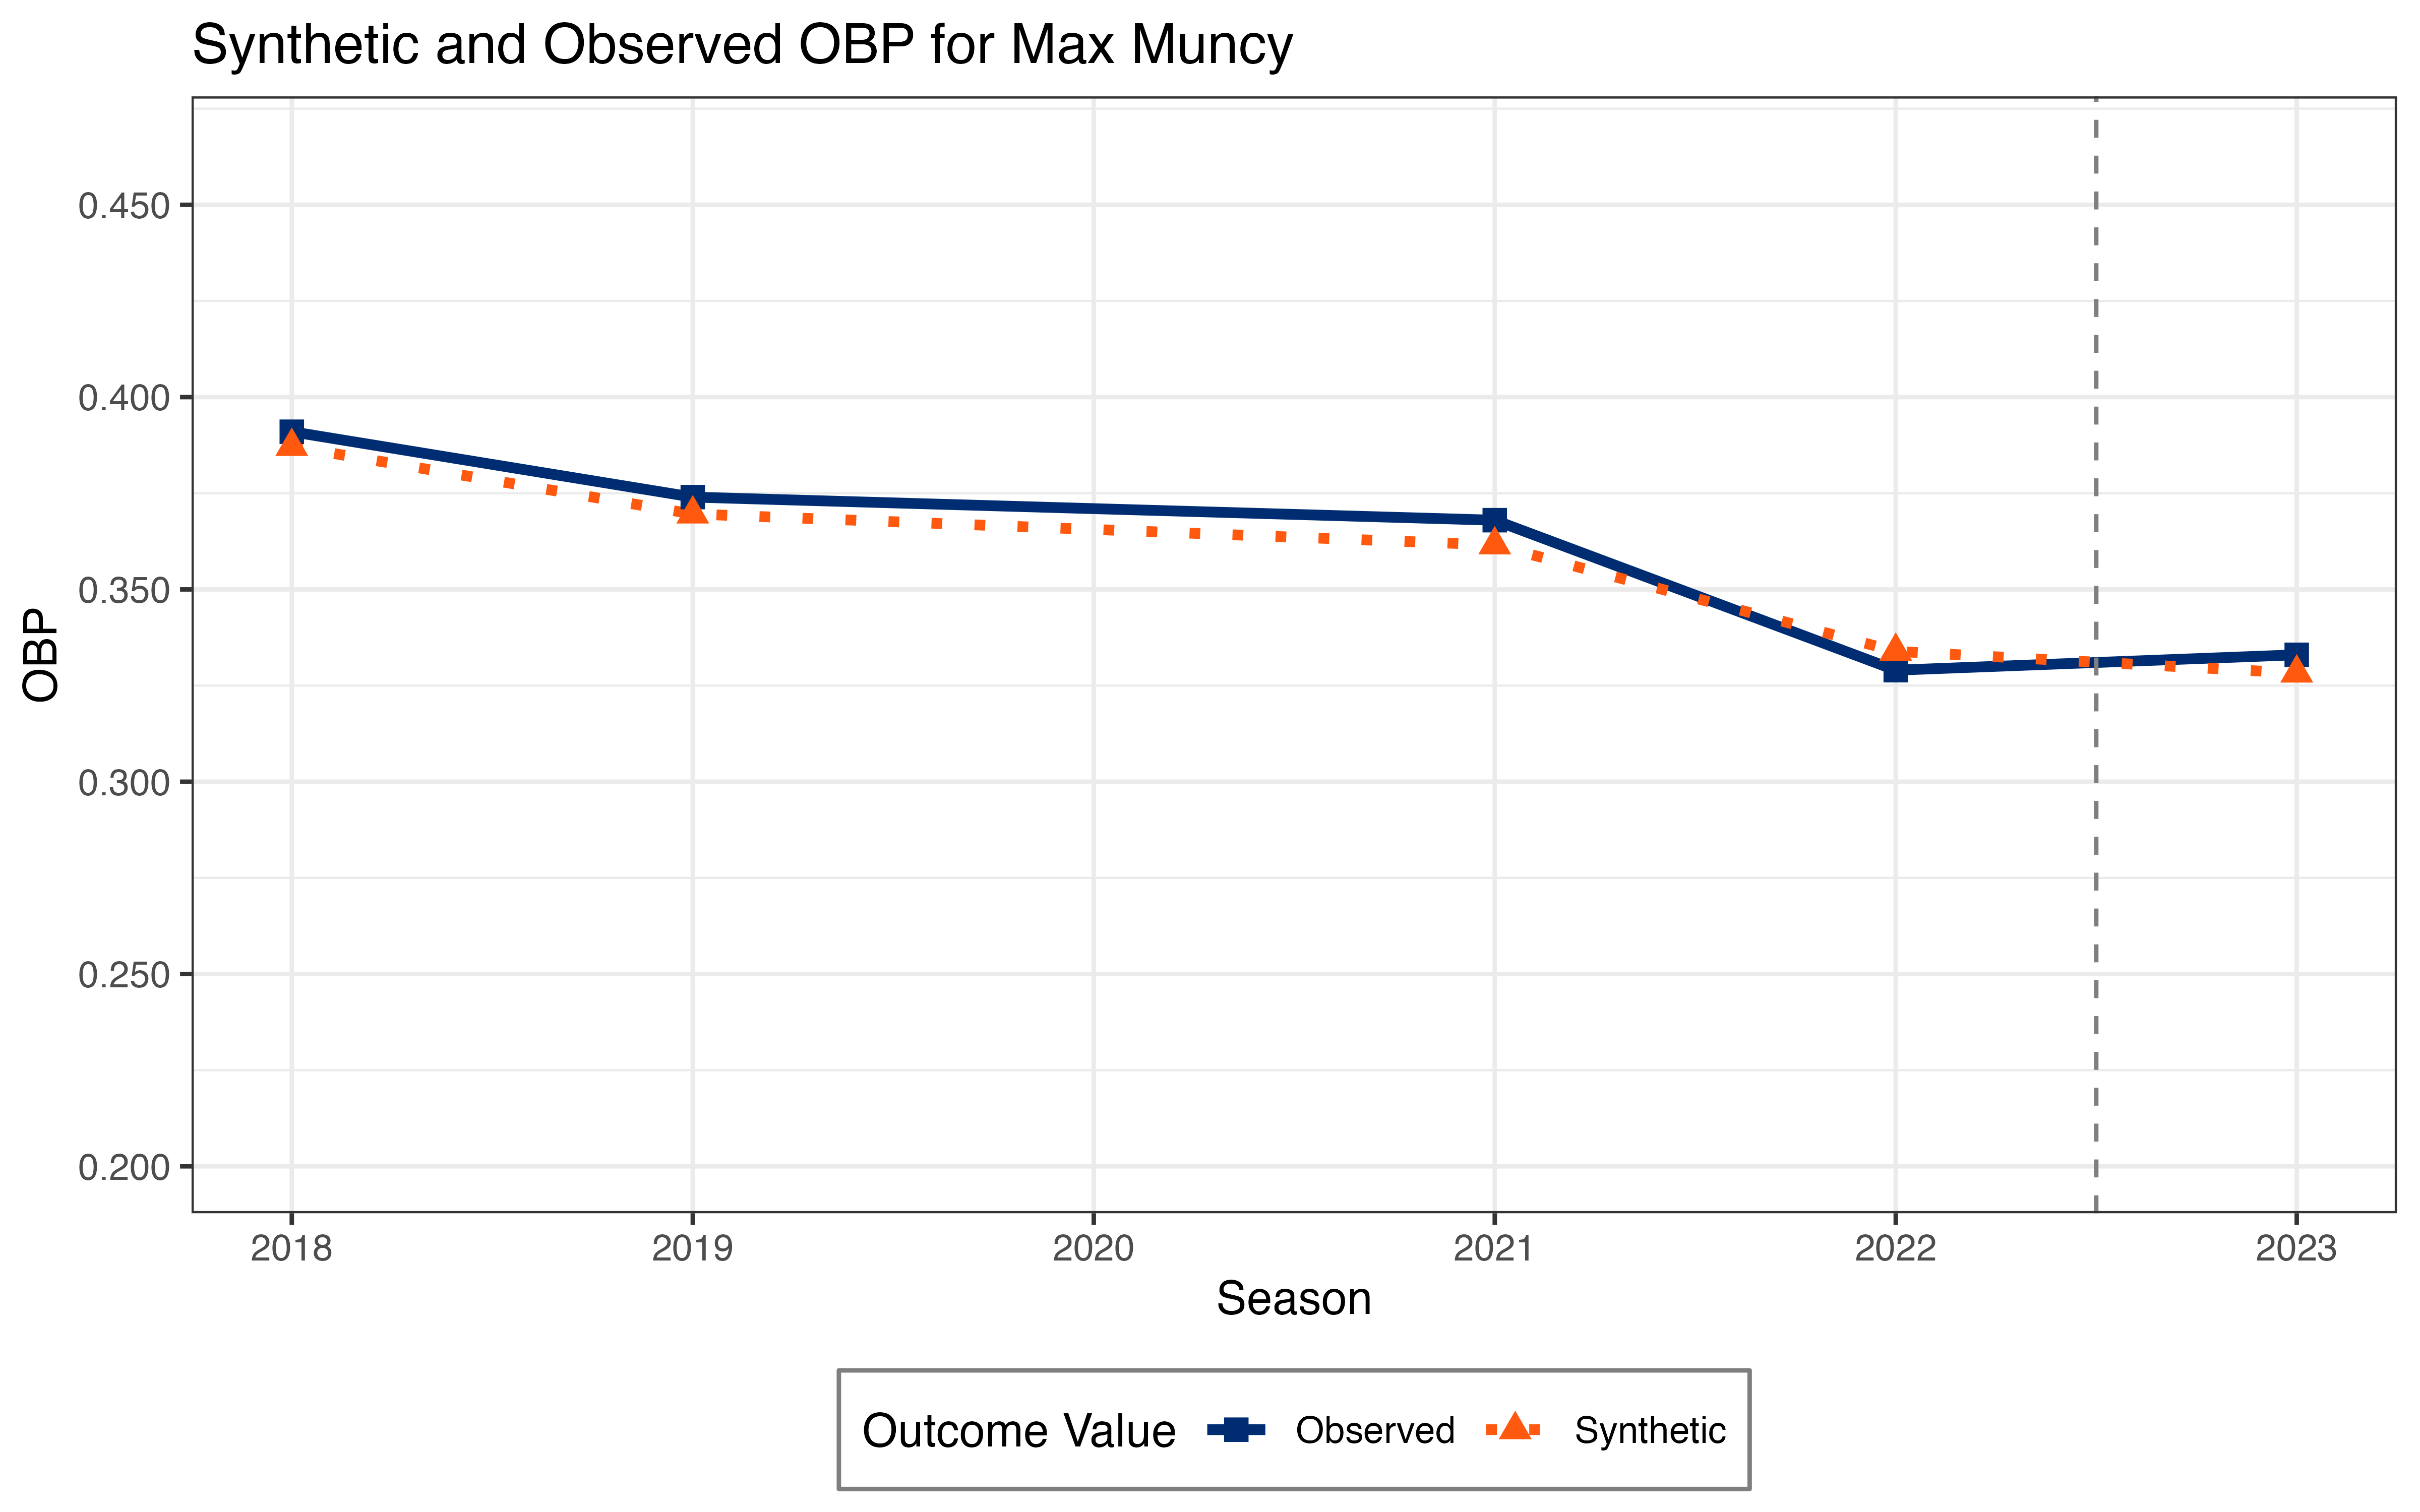 Synthetic and Observed OBP for Max Muncy
OBP
0.450
0.400
0.350
0.300
0.250
0.200
2018 2019 2020 2021 2022 2023
Season
Outcome Value Observed Synthetic